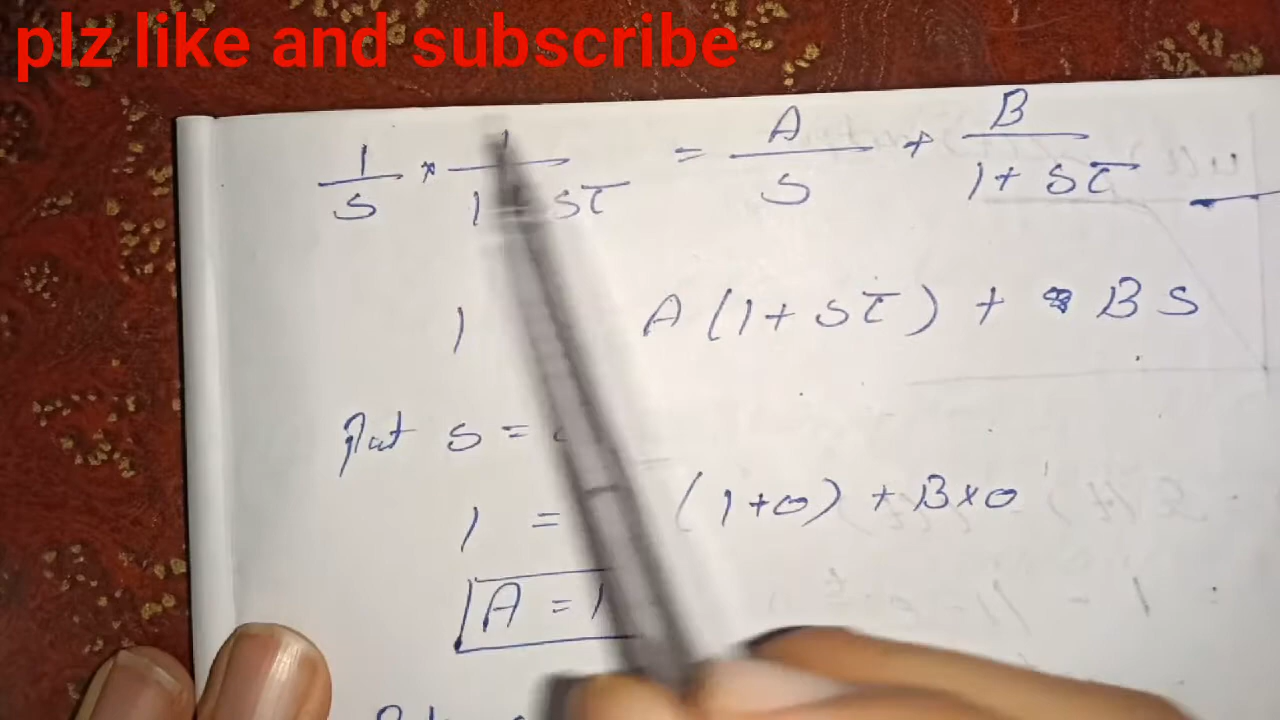 plz like and subscribe
1/s * 1/1 sτ = A/s + B/1 + sτ
1 A (1 + sτ) + B s
Put s =
1 = (1+0) + B×0
A = 1